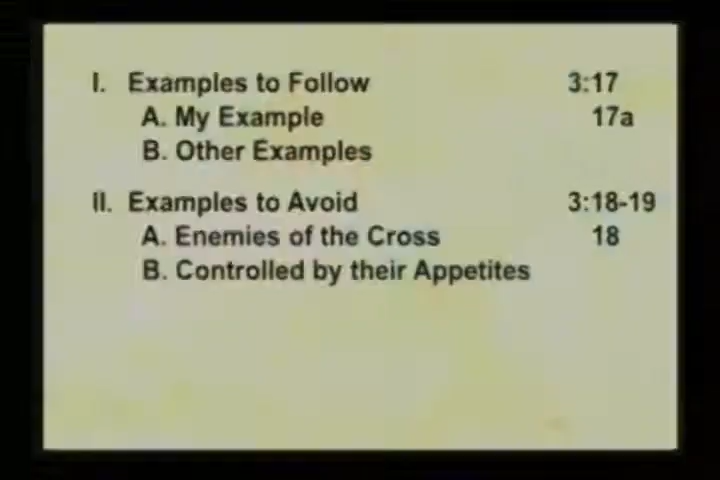 I. Examples to Follow 3:17
A. My Example 17a
B. Other Examples
II. Examples to Avoid 3:18-19
A. Enemies of the Cross 18
B. Controlled by their Appetites